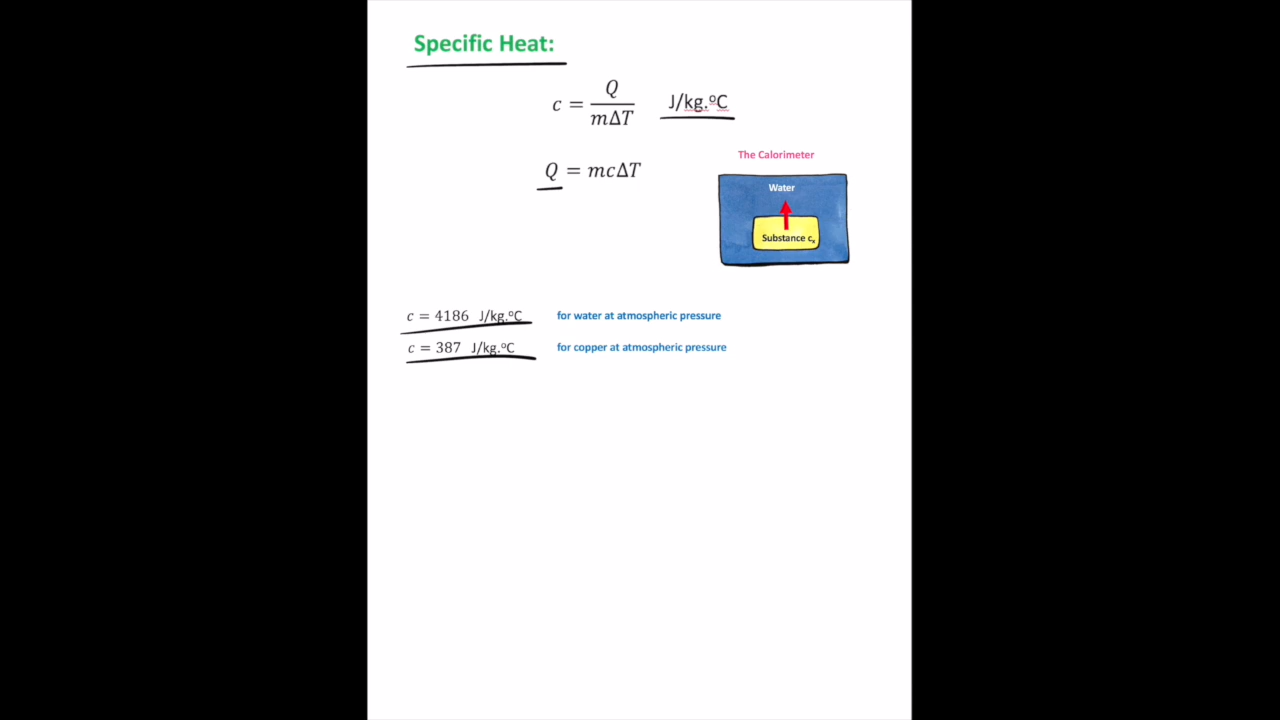 Specific Heat:
c = Q / mΔT J/kg.ºC
Q = mcΔT
The Calorimeter
Water
Substance cₓ
c = 4186 J/kg.ºC for water at atmospheric pressure
c = 387 J/kg.ºC for copper at atmospheric pressure